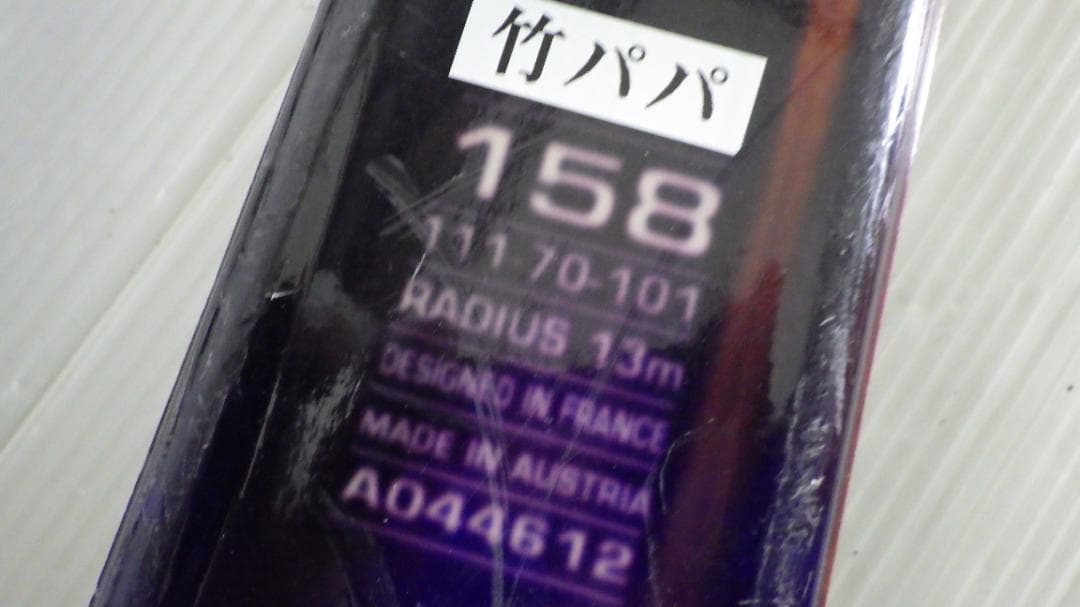 竹パパ
158
111-70-101
RADIUS 13m
DESIGNED IN FRANCE
MADE IN AUSTRIA
A044612